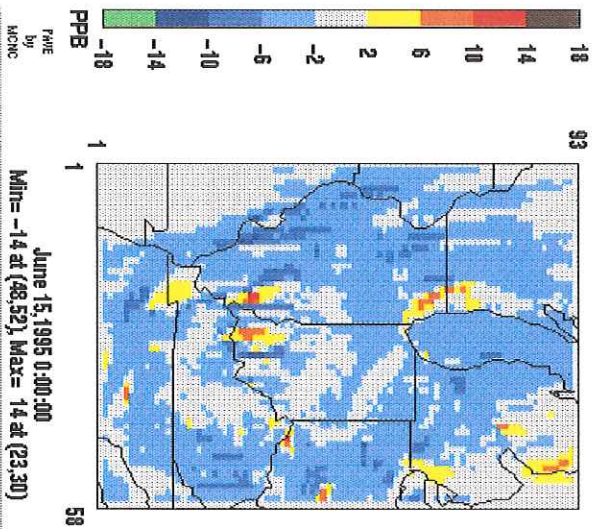 18
14
10
6
2
-2
-6
-10
-14
-18
PPB
PAVE
by
MCNC
93
1
1
58
June 15,1995 0:00:00
Min= -14 at (48,52), Max= 14 at (23,30)